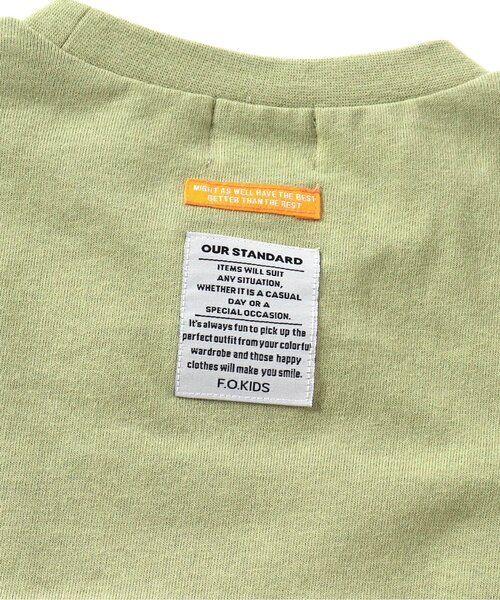 MIGHT AS WELL HAVE THE BEST
BETTER THAN THE REST
OUR STANDARD
ITEMS WILL SUIT
ANY SITUATION,
WHETHER IT IS A CASUAL
DAY OR A
SPECIAL OCCASION.
It's always fun to pick up the
perfect outfit from your colorful
wardrobe and those happy
clothes will make you smile.
F.O.KIDS